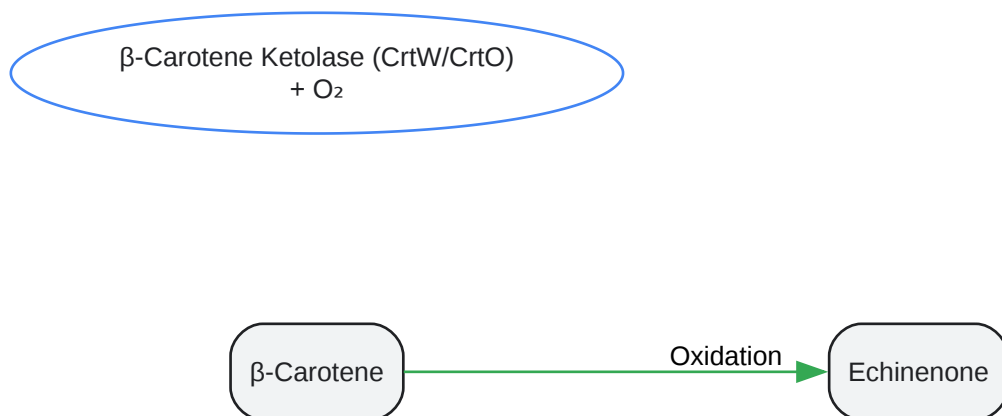 β-Carotene Ketolase (CrtW/CrtO)
+ O₂
Oxidation
β-Carotene
Echinenone